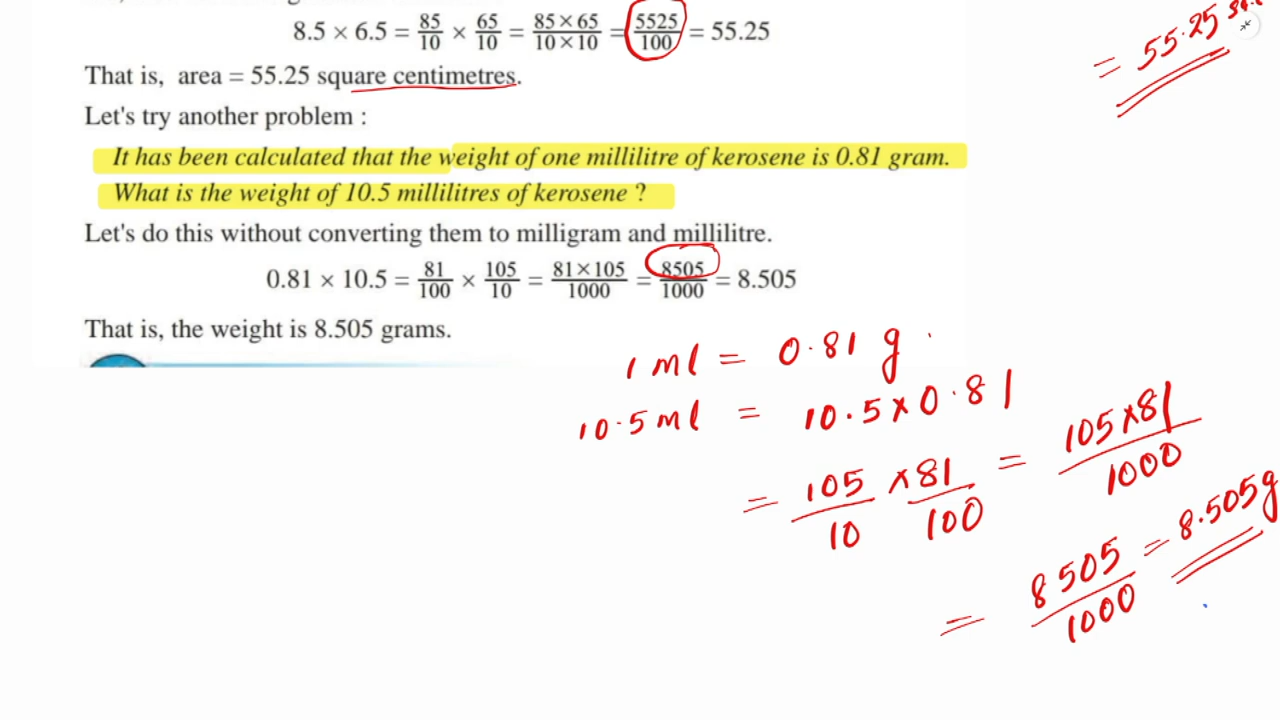 8.5 × 6.5 = 85/10 × 65/10 = 85×65/10×10 = 5525/100 = 55.25
= 55.25
That is, area = 55.25 square centimetres.
Let's try another problem :
It has been calculated that the weight of one millilitre of kerosene is 0.81 gram.
What is the weight of 10.5 millilitres of kerosene ?
Let's do this without converting them to milligram and millilitre.
0.81 × 10.5 = 81/100 × 105/10 = 81×105/1000 = 8505/1000 = 8.505
That is, the weight is 8.505 grams.
1 ml = 0.81 g
10.5 ml = 10.5 × 0.81
= 105/10 × 81/100 = 105×81/1000
= 8505/1000 = 8.505g